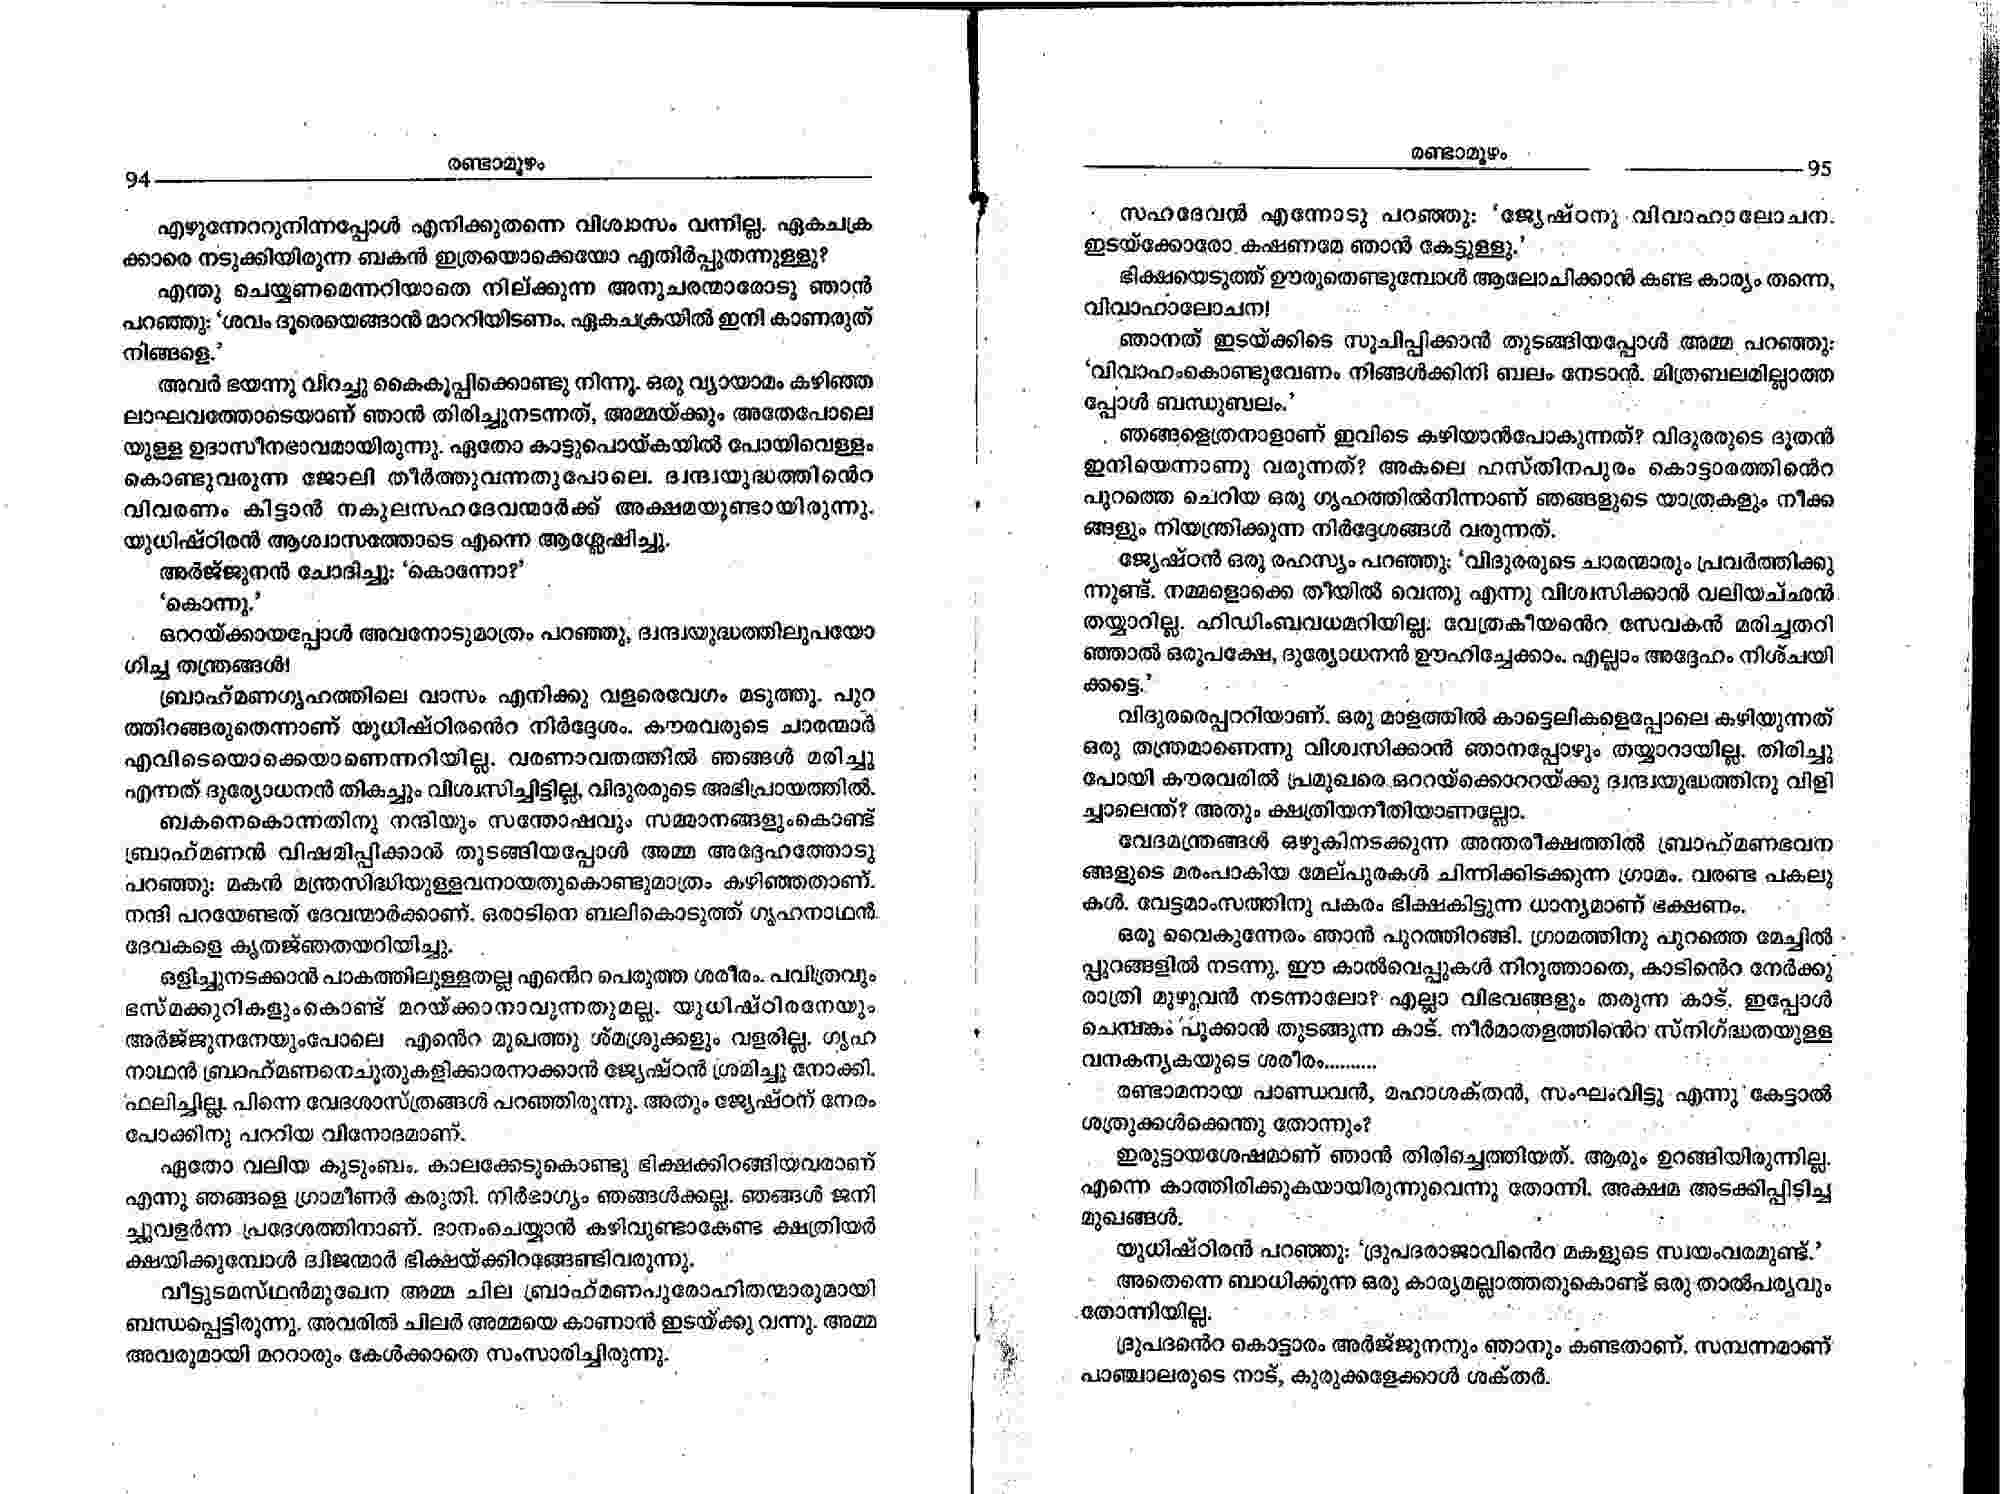 രണ്ടാമൂഴം
94
എഴുന്നേററുനിന്നപ്പോൾ എനിക്കുതന്നെ വിശ്വാസം വന്നില്ല. ഏകചക്ര
ക്കാരെ നടുക്കിയിരുന്ന ബകൻ ഇത്രയൊക്കെയോ എതിർപ്പുതന്നുള്ളു?
എന്തു ചെയ്യണമെന്നറിയാതെ നില്ക്കുന്ന അനുചരന്മാരോടു ഞാൻ
പറഞ്ഞു: ‘ശവം ദൂരെയെങ്ങാൻ മാററിയിടണം. ഏകചക്രയിൽ ഇനി കാണരുത്
നിങ്ങളെ.’
അവർ ഭയന്നു വിറച്ചു കൈകൂപ്പിക്കൊണ്ടു നിന്നു. ഒരു വ്യായാമം കഴിഞ്ഞ
ലാഘവത്തോടെയാണ് ഞാൻ തിരിച്ചുനടന്നത്, അമ്മയ്ക്കും അതേപോലെ
യുള്ള ഉദാസീനഭാവമായിരുന്നു. ഏതോ കാട്ടുപൊയ്കയിൽ പോയിവെള്ളം
കൊണ്ടുവരുന്ന ജോലി തീർത്തുവന്നതുപോലെ. ദ്വന്ദ്വയുദ്ധത്തിൻെറ
വിവരണം കിട്ടാൻ നകുലസഹദേവന്മാർക്ക് അക്ഷമയുണ്ടായിരുന്നു.
യുധിഷ്ഠിരൻ ആശ്വാസത്തോടെ എന്നെ ആശ്ലേഷിച്ചു.
അർജ്ജുനൻ ചോദിച്ചു: ‘കൊന്നോ?’
‘കൊന്നു.’
ഒററയ്ക്കായപ്പോൾ അവനോടുമാത്രം പറഞ്ഞു, ദ്വന്ദ്വയുദ്ധത്തിലുപയോ
ഗിച്ച തന്ത്രങ്ങൾ!
ബ്രാഹ്മണഗൃഹത്തിലെ വാസം എനിക്കു വളരെവേഗം മടുത്തു. പുറ
ത്തിറങ്ങരുതെന്നാണ് യുധിഷ്ഠിരൻെറ നിർദ്ദേശം. കൗരവരുടെ ചാരന്മാർ
എവിടെയൊക്കെയാണെന്നറിയില്ല. വരണാവതത്തിൽ ഞങ്ങൾ മരിച്ചു
എന്നത് ദുര്യോധനൻ തികച്ചും വിശ്വസിച്ചിട്ടില്ല, വിദുരരുടെ അഭിപ്രായത്തിൽ.
ബകനെകൊന്നതിനു നന്ദിയും സന്തോഷവും സമ്മാനങ്ങളുംകൊണ്ട്
ബ്രാഹ്മണൻ വിഷമിപ്പിക്കാൻ തുടങ്ങിയപ്പോൾ അമ്മ അദ്ദേഹത്തോടു
പറഞ്ഞു: മകൻ മന്ത്രസിദ്ധിയുള്ളവനായതുകൊണ്ടുമാത്രം കഴിഞ്ഞതാണ്.
നന്ദി പറയേണ്ടത് ദേവന്മാർക്കാണ്. ഒരാടിനെ ബലികൊടുത്ത് ഗൃഹനാഥൻ
ദേവകളെ കൃതജ്ഞതയറിയിച്ചു.
ഒളിച്ചുനടക്കാൻ പാകത്തിലുള്ളതല്ല എൻെറ പെരുത്ത ശരീരം. പവിത്രവും
ഭസ്മക്കുറികളുംകൊണ്ട് മറയ്ക്കാനാവുന്നതുമല്ല. യുധിഷ്ഠിരനേയും
അർജ്ജുനനേയുംപോലെ എൻെറ മുഖത്തു ശ്മശ്രുക്കളും വളരില്ല. ഗൃഹ
നാഥൻ ബ്രാഹ്മണനെചൂതുകളിക്കാരനാക്കാൻ ജ്യേഷ്ഠൻ ശ്രമിച്ചു നോക്കി.
ഫലിച്ചില്ല. പിന്നെ വേദശാസ്ത്രങ്ങൾ പറഞ്ഞിരുന്നു. അതും ജ്യേഷ്ഠന് നേരം
പോക്കിനു പററിയ വിനോദമാണ്.
ഏതോ വലിയ കുടുംബം. കാലക്കേടുകൊണ്ടു ഭിക്ഷക്കിറങ്ങിയവരാണ്
എന്നു ഞങ്ങളെ ഗ്രാമീണർ കരുതി. നിർഭാഗ്യം ഞങ്ങൾക്കല്ല. ഞങ്ങൾ ജനി
ച്ചുവളർന്ന പ്രദേശത്തിനാണ്. ദാനംചെയ്യാൻ കഴിവുണ്ടാകേണ്ട ക്ഷത്രിയർ
ക്ഷയിക്കുമ്പോൾ ദ്വിജന്മാർ ഭിക്ഷയ്ക്കിറങ്ങേണ്ടിവരുന്നു.
വീട്ടുടമസ്ഥൻമുഖേന അമ്മ ചില ബ്രാഹ്മണപുരോഹിതന്മാരുമായി
ബന്ധപ്പെട്ടിരുന്നു. അവരിൽ ചിലർ അമ്മയെ കാണാൻ ഇടയ്ക്കു വന്നു. അമ്മ
അവരുമായി മററാരും കേൾക്കാതെ സംസാരിച്ചിരുന്നു.
രണ്ടാമൂഴം
95
സഹദേവൻ എന്നോടു പറഞ്ഞു: ‘ജ്യേഷ്ഠനു വിവാഹാലോചന.
ഇടയ്ക്കോരോ കഷണമേ ഞാൻ കേട്ടുള്ളു.’
ഭിക്ഷയെടുത്ത് ഊരുതെണ്ടുമ്പോൾ ആലോചിക്കാൻ കണ്ട കാര്യം തന്നെ,
വിവാഹാലോചന!
ഞാനത് ഇടയ്ക്കിടെ സൂചിപ്പിക്കാൻ തുടങ്ങിയപ്പോൾ അമ്മ പറഞ്ഞു:
‘വിവാഹംകൊണ്ടുവേണം നിങ്ങൾക്കിനി ബലം നേടാൻ. മിത്രബലമില്ലാത്ത
പ്പോൾ ബന്ധുബലം.’
ഞങ്ങളെത്രനാളാണ് ഇവിടെ കഴിയാൻപോകുന്നത്? വിദുരരുടെ ദൂതൻ
ഇനിയെന്നാണു വരുന്നത്? അകലെ ഹസ്തിനപുരം കൊട്ടാരത്തിൻെറ
പുറത്തെ ചെറിയ ഒരു ഗൃഹത്തിൽനിന്നാണ് ഞങ്ങളുടെ യാത്രകളും നീക്ക
ങ്ങളും നിയന്ത്രിക്കുന്ന നിർദ്ദേശങ്ങൾ വരുന്നത്.
ജ്യേഷ്ഠൻ ഒരു രഹസ്യം പറഞ്ഞു: ‘വിദുരരുടെ ചാരന്മാരും പ്രവർത്തിക്കു
ന്നുണ്ട്. നമ്മളൊക്കെ തീയിൽ വെന്തു എന്നു വിശ്വസിക്കാൻ വലിയച്ഛൻ
തയ്യാറില്ല. ഹിഡിംബവധമറിയില്ല. വേത്രകീയൻെറ സേവകൻ മരിച്ചതറി
ഞ്ഞാൽ ഒരുപക്ഷേ, ദുര്യോധനൻ ഊഹിച്ചേക്കാം. എല്ലാം അദ്ദേഹം നിശ്ചയി
ക്കട്ടെ.’
വിദുരരെപ്പററിയാണ്. ഒരു മാളത്തിൽ കാട്ടെലികളെപ്പോലെ കഴിയുന്നത്
ഒരു തന്ത്രമാണെന്നു വിശ്വസിക്കാൻ ഞാനപ്പോഴും തയ്യാറായില്ല. തിരിച്ചു
പോയി കൗരവരിൽ പ്രമുഖരെ ഒററയ്ക്കൊററയ്ക്കു ദ്വന്ദ്വയുദ്ധത്തിനു വിളി
ച്ചാലെന്ത്? അതും ക്ഷത്രിയനീതിയാണല്ലോ.
വേദമന്ത്രങ്ങൾ ഒഴുകിനടക്കുന്ന അന്തരീക്ഷത്തിൽ ബ്രാഹ്മണഭവന
ങ്ങളുടെ മരംപാകിയ മേല്പുരകൾ ചിന്നിക്കിടക്കുന്ന ഗ്രാമം. വരണ്ട പകലു
കൾ. വേട്ടമാംസത്തിനു പകരം ഭിക്ഷകിട്ടുന്ന ധാന്യമാണ് ഭക്ഷണം.
ഒരു വൈകുന്നേരം ഞാൻ പുറത്തിറങ്ങി. ഗ്രാമത്തിനു പുറത്തെ മേച്ചിൽ
പ്പുറങ്ങളിൽ നടന്നു. ഈ കാൽവെപ്പുകൾ നിറുത്താതെ, കാടിൻെറ നേർക്കു
രാത്രി മുഴുവൻ നടന്നാലോ? എല്ലാ വിഭവങ്ങളും തരുന്ന കാട്. ഇപ്പോൾ
ചെമ്പകം പൂക്കാൻ തുടങ്ങുന്ന കാട്. നീർമാതളത്തിൻെറ സ്നിഗ്ദ്ധതയുള്ള
വനകന്യകയുടെ ശരീരം..........
രണ്ടാമനായ പാണ്ഡവൻ, മഹാശക്തൻ, സംഘംവിട്ടു എന്നു കേട്ടാൽ
ശത്രുക്കൾക്കെന്തു തോന്നും?
ഇരുട്ടായശേഷമാണ് ഞാൻ തിരിച്ചെത്തിയത്. ആരും ഉറങ്ങിയിരുന്നില്ല.
എന്നെ കാത്തിരിക്കുകയായിരുന്നുവെന്നു തോന്നി. അക്ഷമ അടക്കിപ്പിടിച്ച
മുഖങ്ങൾ.
യുധിഷ്ഠിരൻ പറഞ്ഞു: ‘ദ്രുപദരാജാവിൻെറ മകളുടെ സ്വയംവരമുണ്ട്.’
അതെന്നെ ബാധിക്കുന്ന ഒരു കാര്യമല്ലാത്തതുകൊണ്ട് ഒരു താൽപര്യവും
തോന്നിയില്ല.
ദ്രുപദൻെറ കൊട്ടാരം അർജ്ജുനനും ഞാനും കണ്ടതാണ്. സമ്പന്നമാണ്
പാഞ്ചാലരുടെ നാട്, കുരുക്കളേക്കാൾ ശക്തർ.